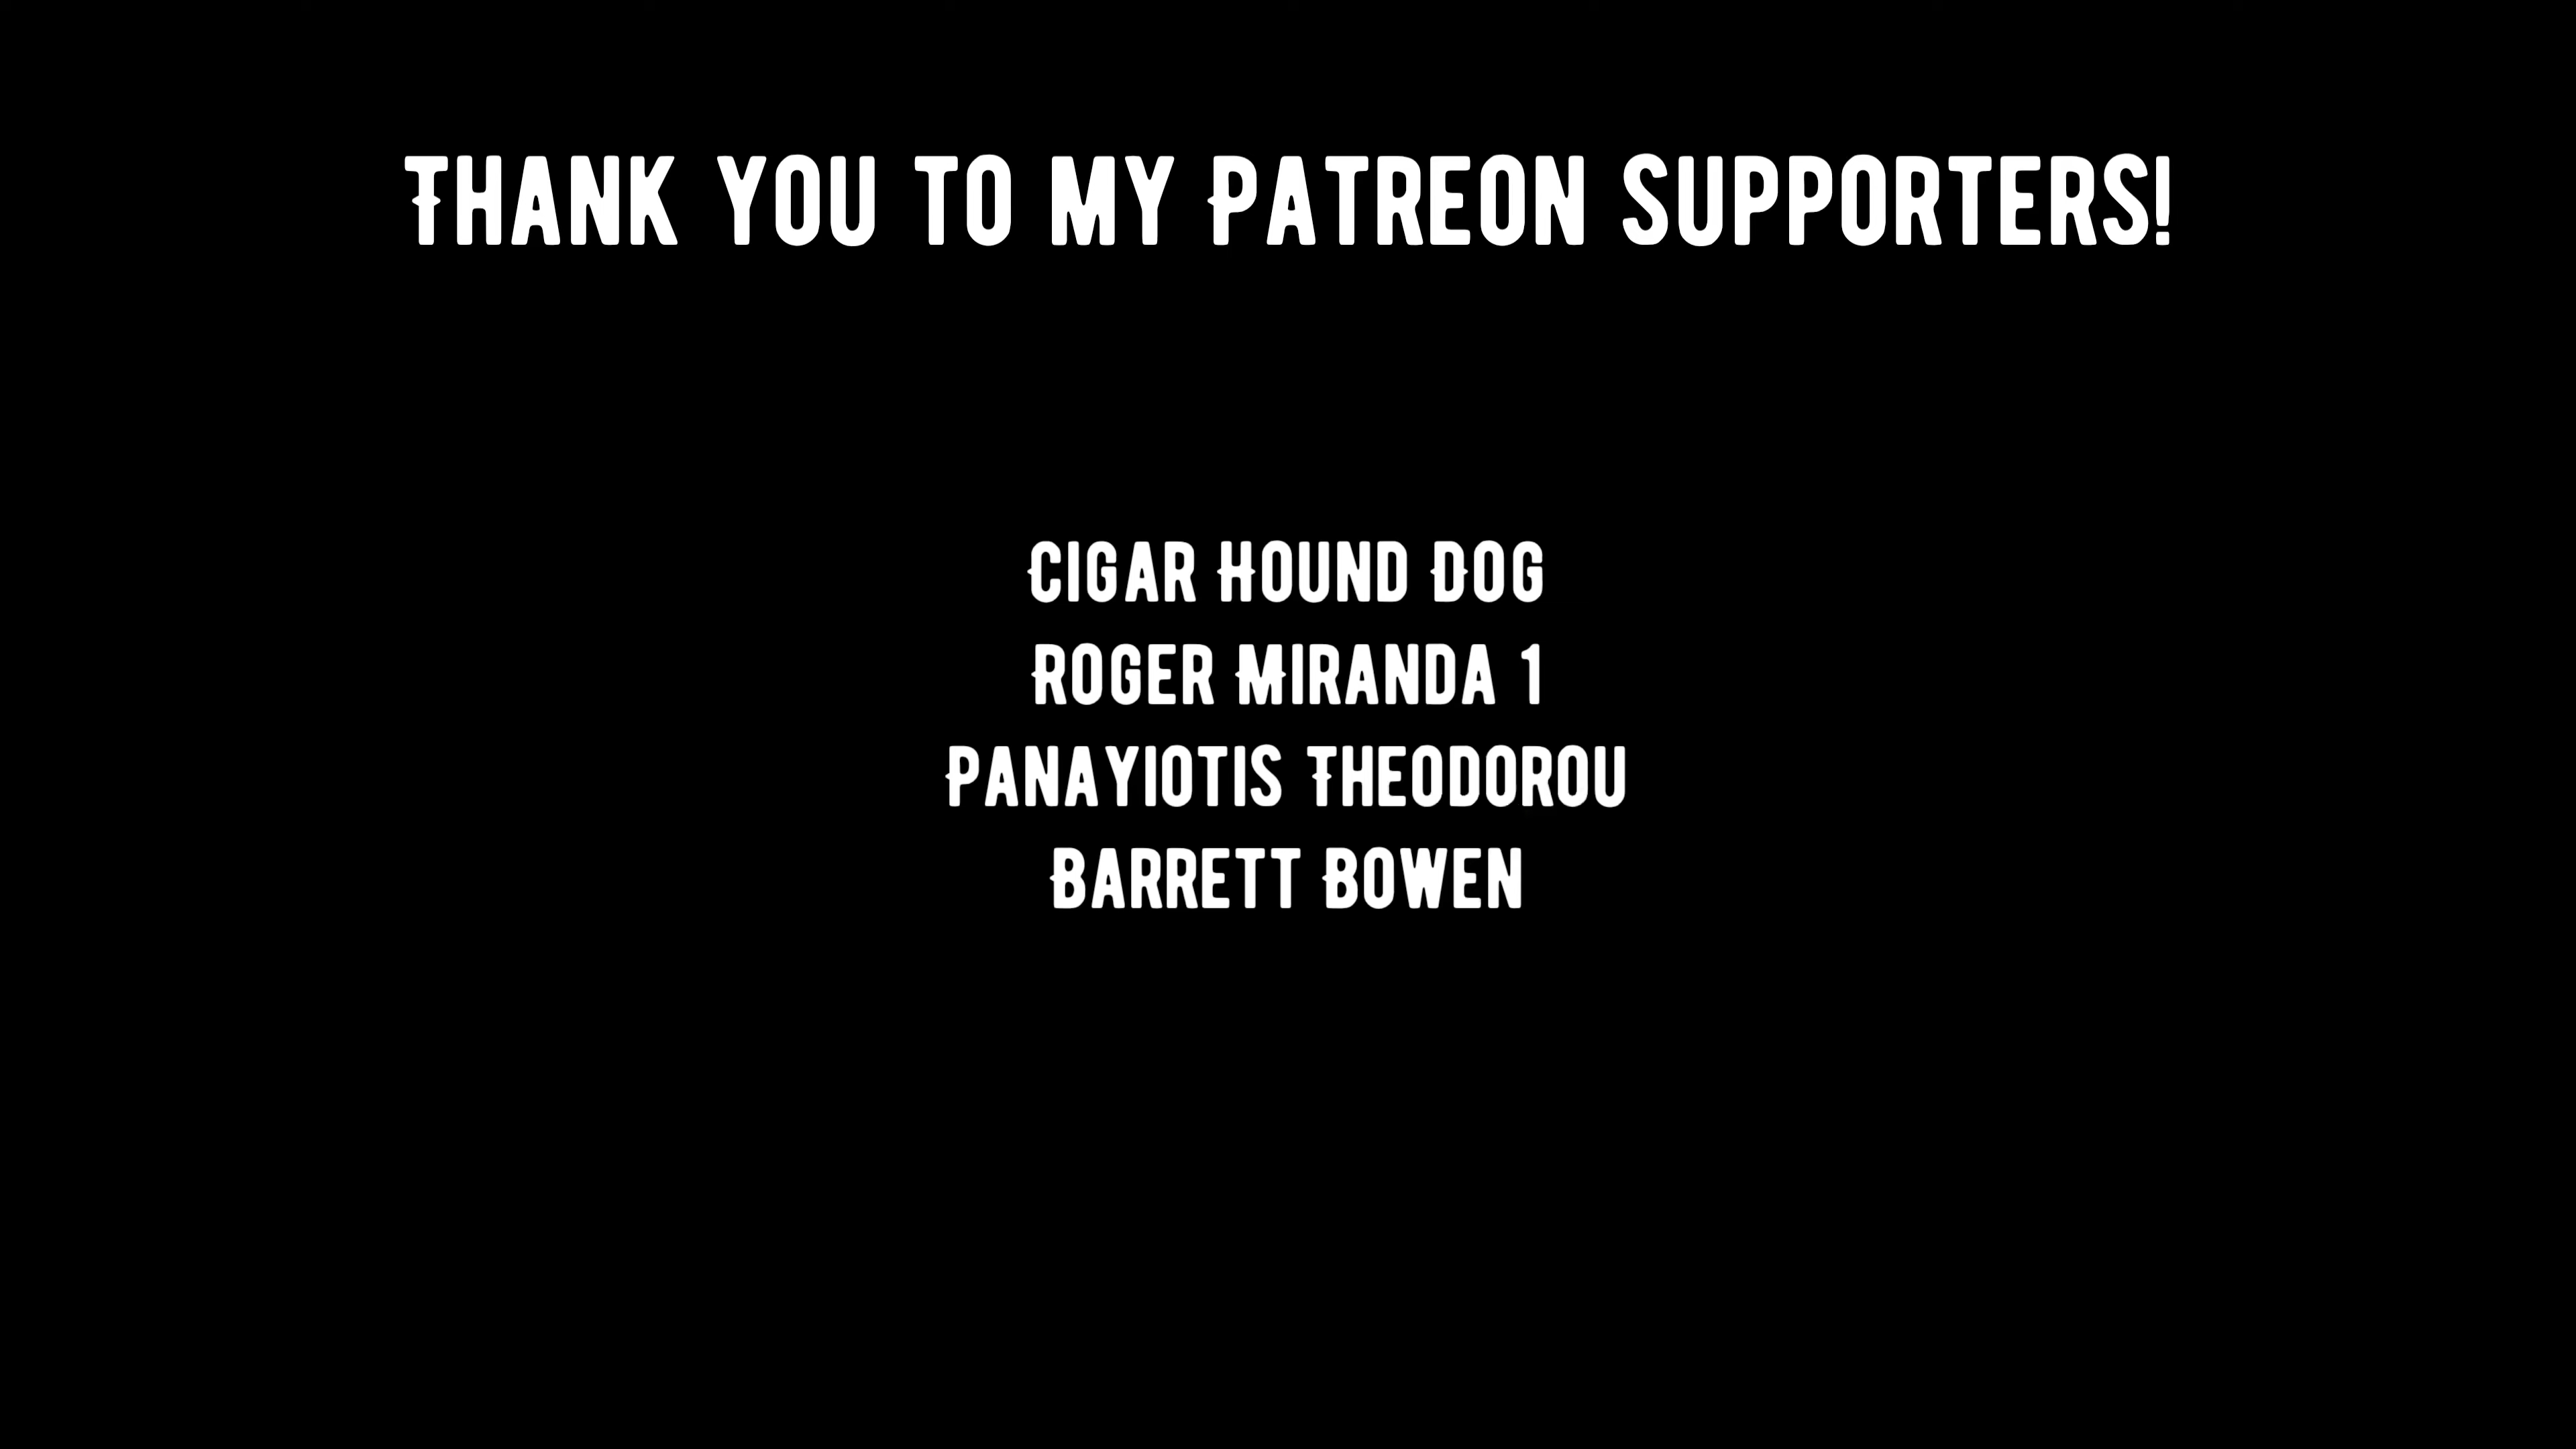 Thank you to my Patreon supporters!
Cigar Hound Dog
Roger Miranda 1
Panayiotis Theodorou
Barrett Bowen